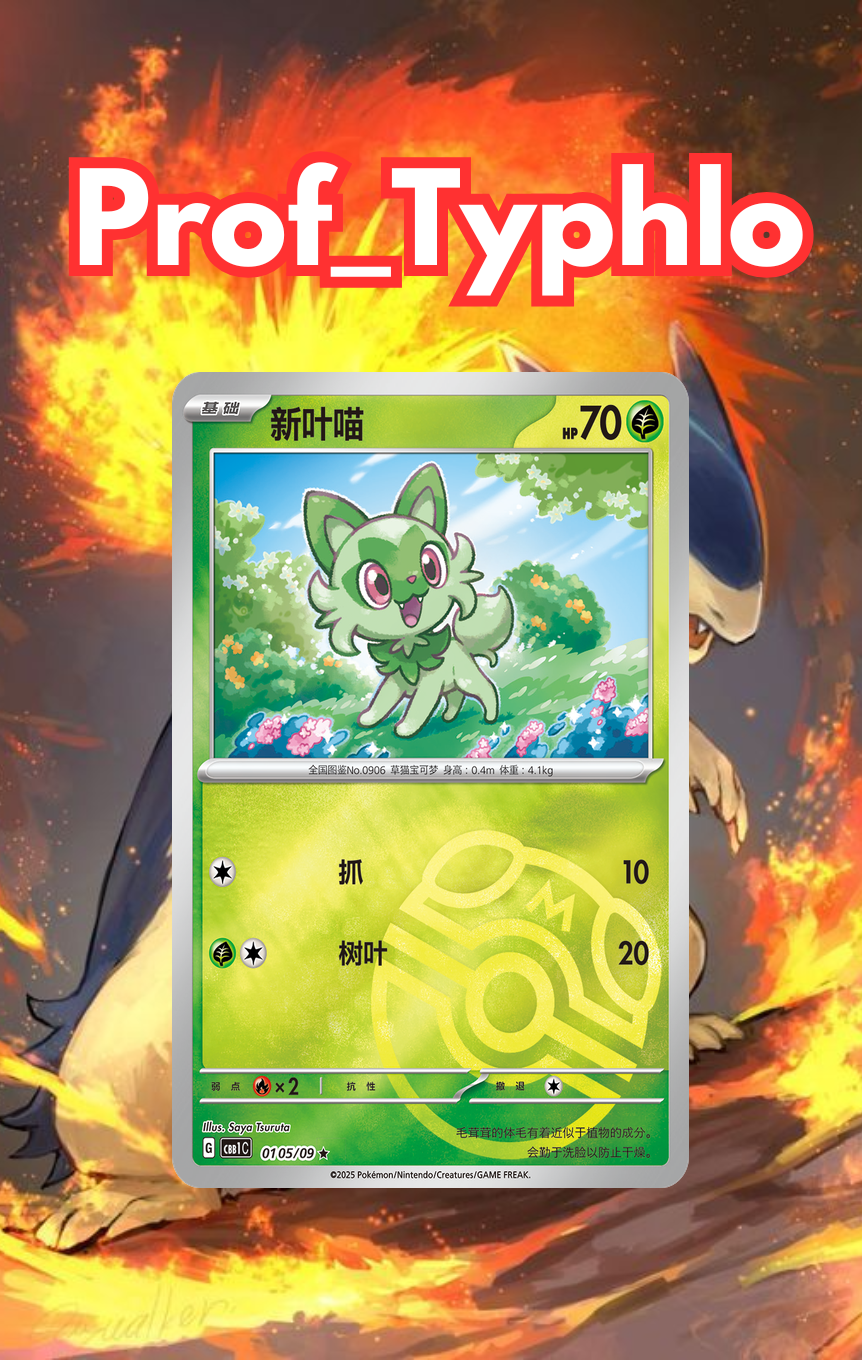 Prof_Typhlo
基础
新叶喵
HP70
全国图鉴No.0906 草猫宝可梦 身高：0.4m 体重：4.1kg
抓 10
树叶 20
弱点 ×2 抗性 撤退
Illus. Saya Tsuruta
毛茸茸的体毛有着近似于植物的成分。
会勤于洗脸以防止干燥。
G CBB1C 0105/09 ★
©2025 Pokémon/Nintendo/Creatures/GAME FREAK.
M